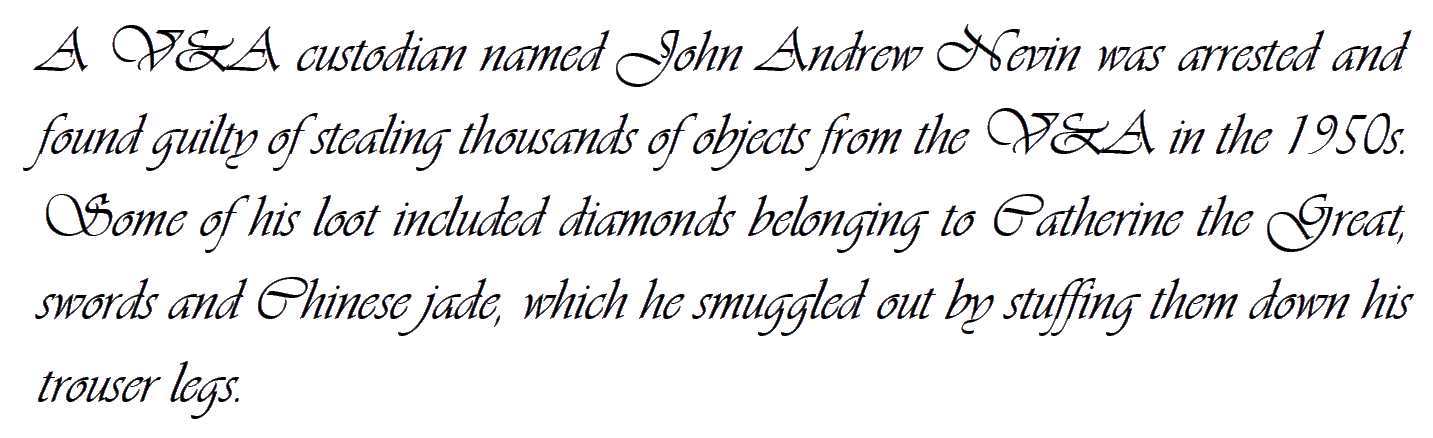 A V&A custodian named John Andrew Nevin was arrested and
found guilty of stealing thousands of objects from the V&A in the 1950s.
Some of his loot included diamonds belonging to Catherine the Great,
swords and Chinese jade, which he smuggled out by stuffing them down his
trouser legs.